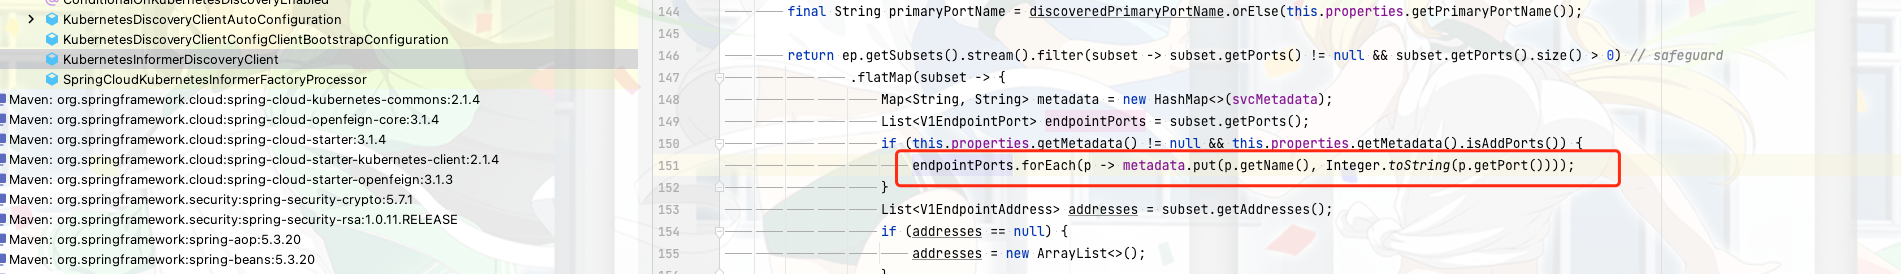 ConditionalOnKubernetesDiscoveryEnabled
KubernetesDiscoveryClientAutoConfiguration
KubernetesDiscoveryClientConfigClientBootstrapConfiguration
KubernetesInformerDiscoveryClient
SpringCloudKubernetesInformerFactoryProcessor
Maven: org.springframework.cloud:spring-cloud-kubernetes-commons:2.1.4
Maven: org.springframework.cloud:spring-cloud-openfeign-core:3.1.4
Maven: org.springframework.cloud:spring-cloud-starter:3.1.4
Maven: org.springframework.cloud:spring-cloud-starter-kubernetes-client:2.1.4
Maven: org.springframework.cloud:spring-cloud-starter-openfeign:3.1.3
Maven: org.springframework.security:spring-security-crypto:5.7.1
Maven: org.springframework.security:spring-security-rsa:1.0.11.RELEASE
Maven: org.springframework:spring-aop:5.3.20
Maven: org.springframework:spring-beans:5.3.20
144 final String primaryPortName = discoveredPrimaryPortName.orElse(this.properties.getPrimaryPortName());
145
146 return ep.getSubsets().stream().filter(subset -> subset.getPorts() != null && subset.getPorts().size() > 0) // safeguard
147 .flatMap(subset -> {
148 Map<String, String> metadata = new HashMap<>(svcMetadata);
149 List<V1EndpointPort> endpointPorts = subset.getPorts();
150 if (this.properties.getMetadata() != null && this.properties.getMetadata().isAddPorts()) {
151 endpointPorts.forEach(p -> metadata.put(p.getName(), Integer.toString(p.getPort())));
152 }
153 List<V1EndpointAddress> addresses = subset.getAddresses();
154 if (addresses == null) {
155 addresses = new ArrayList<>();